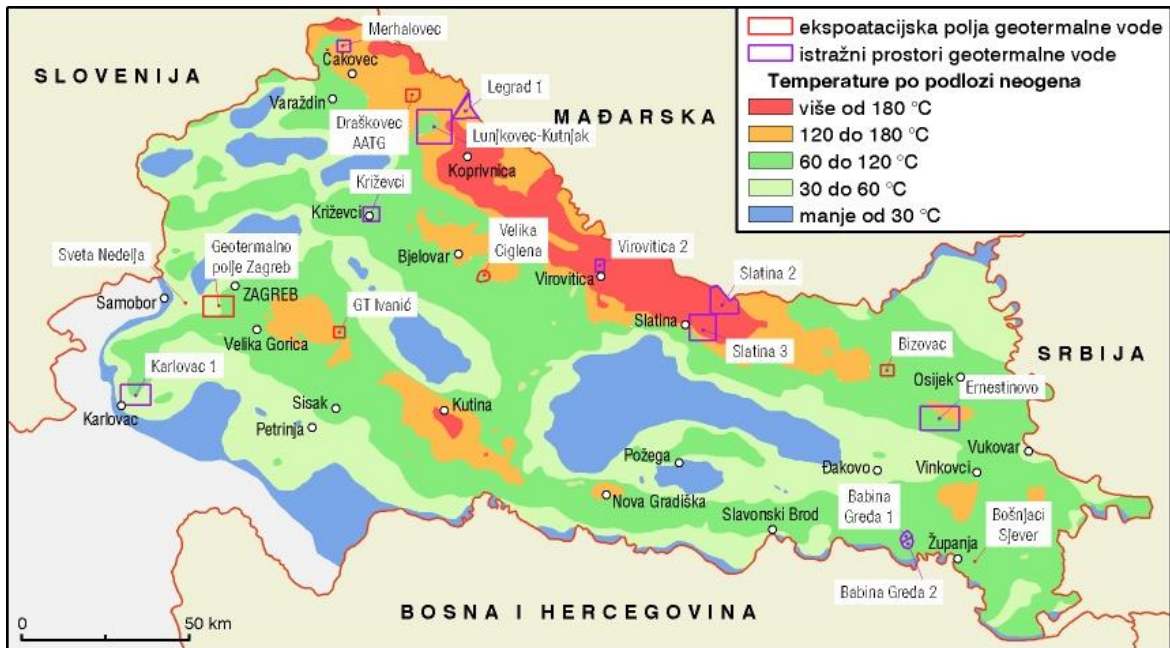 ekspoatacijska polja geotermalne vode
istražni prostori geotermalne vode
Temperature po podlozi neogena
više od 180 °C
120 do 180 °C
60 do 120 °C
30 do 60 °C
manje od 30 °C
SLOVENIJA
MAĐARSKA
SRBIJA
BOSNA I HERCEGOVINA
Merhalovec
Čakovec
Varaždin
Legrad 1
Draškovec
AATG
Lunjkovec-Kutnjak
Koprivnica
Križevci
Križevci
Sveta Nedelja
Geotermalno
polje Zagreb
Bjelovar
Velika
Ciglena
Virovitica 2
Virovitica
Samobor
ZAGREB
GT Ivanić
Velika Gorica
Slatina 2
Slatina
Slatina 3
Bizovac
Osijek
Ernestinovo
Karlovac 1
Karlovac
Sisak
Petrinja
Kutina
Vukovar
Požega
Đakovo
Vinkovci
Nova Gradiška
Slavonski Brod
Babina
Greda 1
Bošnjaci
Sjever
Županja
Babina Greda 2
0
50 km